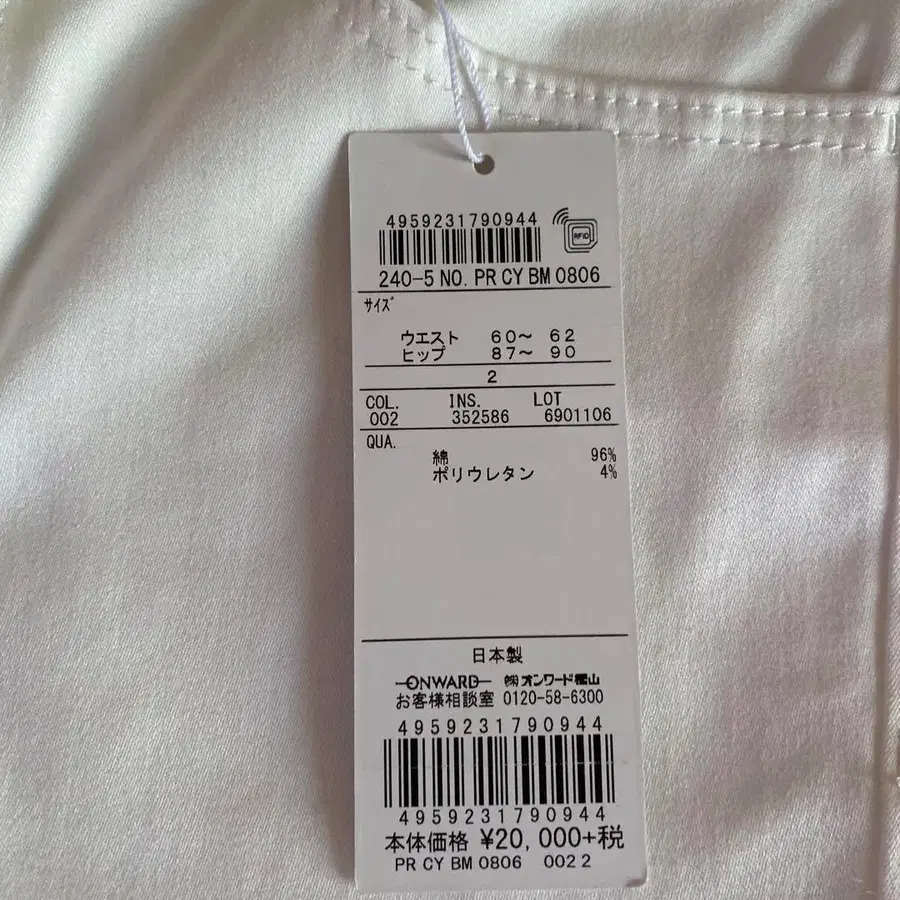 4959231790944
RFID
240-5 NO. PR CY BM 0806
サイズ
ウエスト 60〜 62
ヒップ 87〜 90
2
COL. INS. LOT
002 352586 6901106
QUA.
綿 96%
ポリウレタン 4%
日本製
ONWARD ㈱オンワード樫山
お客様相談室 0120-58-6300
4959231790944
4959231790944
本体価格 ¥20,000+税
PR CY BM 0806 002 2